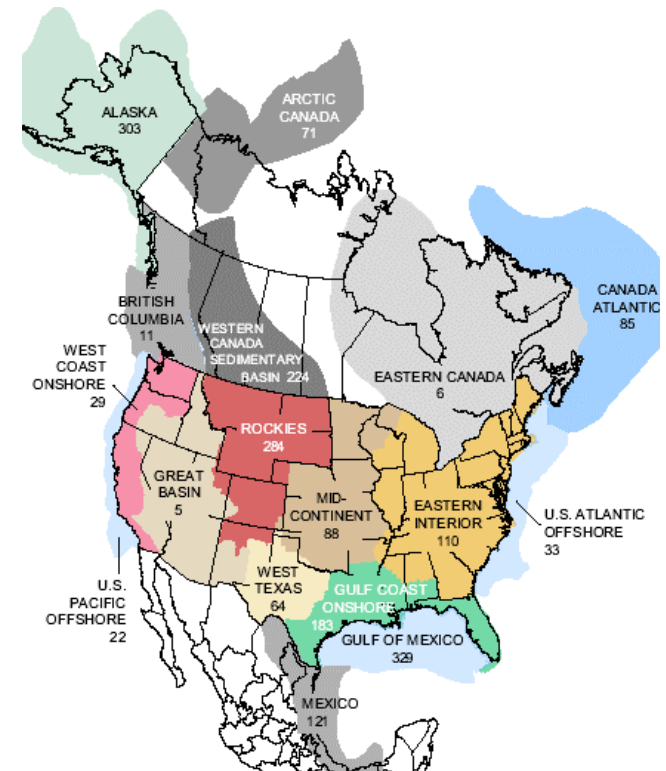 ALASKA
303
ARCTIC
CANADA
71
CANADA
ATLANTIC
85
BRITISH
COLUMBIA
11
WESTERN
CANADA
SEDIMENTARY
BASIN 224
EASTERN CANADA
6
WEST
COAST
ONSHORE
29
ROCKIES
284
GREAT
BASIN
5
MID-
CONTINENT
88
EASTERN
INTERIOR
110
U.S. ATLANTIC
OFFSHORE
33
U.S.
PACIFIC
OFFSHORE
22
WEST
TEXAS
64
GULF COAST
ONSHORE
183
GULF OF MEXICO
329
MEXICO
121